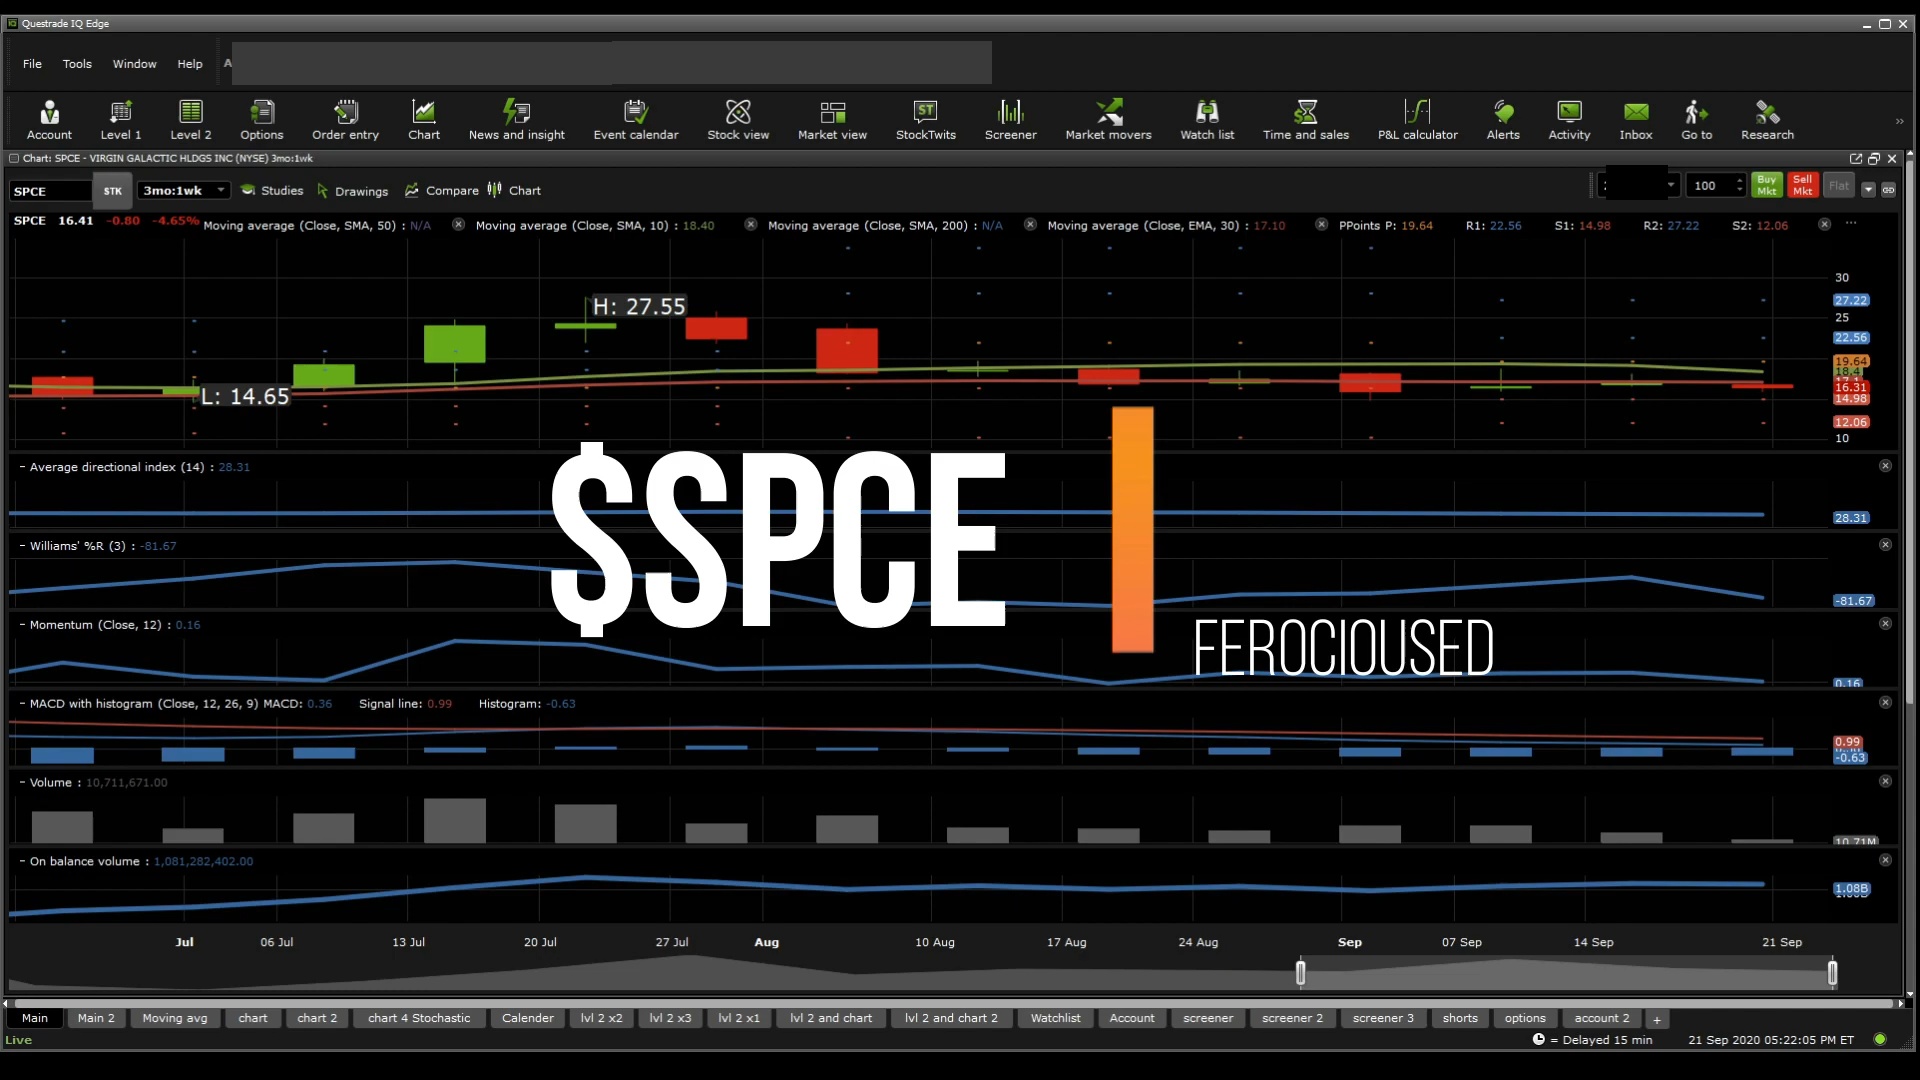 Questrade IQ Edge
File Tools Window Help A
Account Level 1 Level 2 Options Order entry Chart News and insight Event calendar Stock view Market view StockTwits Screener Market movers Watch list Time and sales P&L calculator Alerts Activity Inbox Go to Research
Chart: SPCE - VIRGIN GALACTIC HLDGS INC (NYSE) 3mo:1wk
SPCE STK 3mo:1wk Studies Drawings Compare Chart 100 Buy Mkt Sell Mkt Flat
SPCE 16.41 -0.80 -4.65% Moving average (Close, SMA, 50) : N/A Moving average (Close, SMA, 10) : 18.40 Moving average (Close, SMA, 200) : N/A Moving average (Close, EMA, 30) : 17.10 PPoints P: 19.64 R1: 22.56 S1: 14.98 R2: 27.22 S2: 12.06
30
27.22
25
22.56
19.64
18.4
16.31
14.98
12.06
10
H: 27.55
L: 14.65
- Average directional index (14) : 28.31
28.31
- Williams' %R (3) : -81.67
-81.67
- Momentum (Close, 12) : 0.16
0.16
$SPCE
FEROCIOUSED
- MACD with histogram (Close, 12, 26, 9) MACD: 0.36 Signal line: 0.99 Histogram: -0.63
0.99
-0.63
- Volume : 10,711,671.00
10.71M
- On balance volume : 1,081,282,402.00
1.08B
Jul 06 Jul 13 Jul 20 Jul 27 Jul Aug 10 Aug 17 Aug 24 Aug Sep 07 Sep 14 Sep 21 Sep
Main Main 2 Moving avg chart chart 2 chart 4 Stochastic Calender lvl 2 x2 lvl 2 x3 lvl 2 x1 lvl 2 and chart lvl 2 and chart 2 Watchlist Account screener screener 2 screener 3 shorts options account 2 +
Live = Delayed 15 min 21 Sep 2020 05:22:05 PM ET